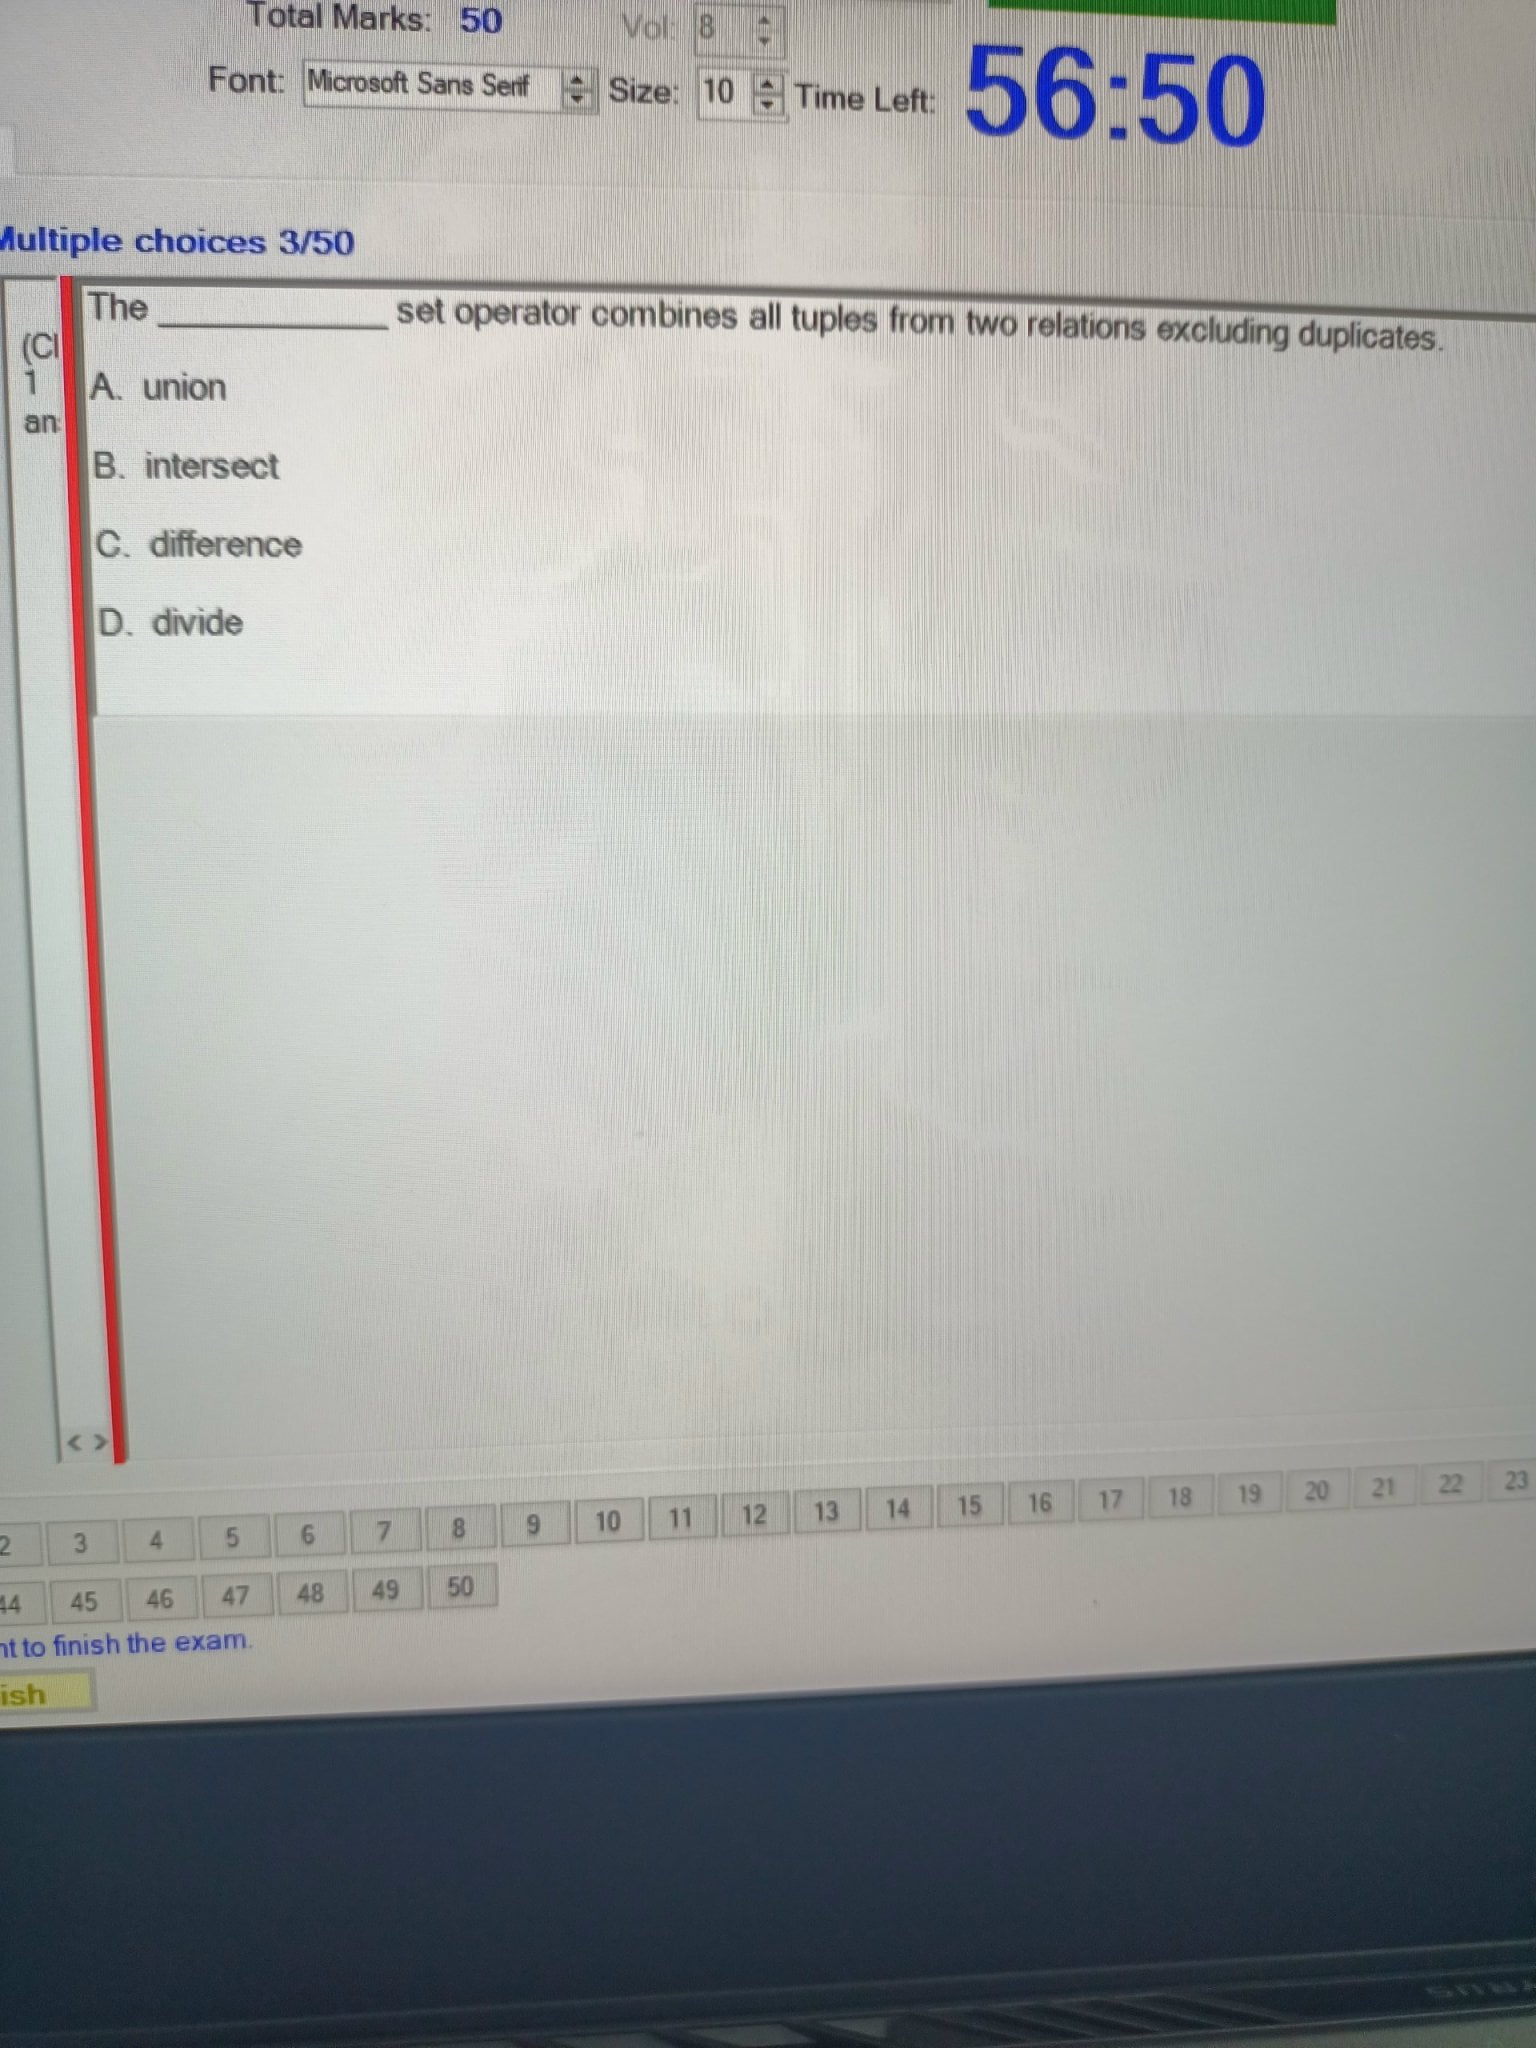 Total Marks: 50
Vol: 8
Font: Microsoft Sans Serif Size: 10 Time Left: 56:50
Multiple choices 3/50
(Cl
1
an
The __________ set operator combines all tuples from two relations excluding duplicates.
A. union
B. intersect
C. difference
D. divide
< >
2 3 4 5 6 7 8 9 10 11 12 13 14 15 16 17 18 19 20 21 22 23
44 45 46 47 48 49 50
nt to finish the exam.
ish